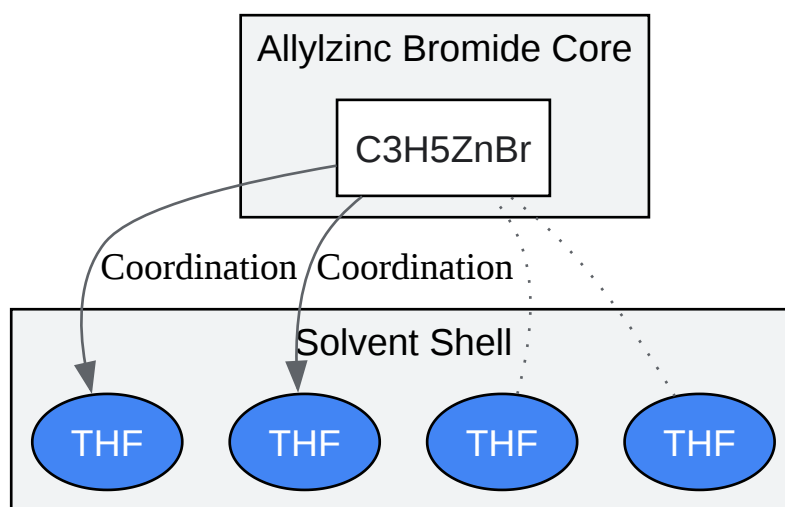 Allylzinc Bromide Core
C3H5ZnBr
Coordination
Coordination
Solvent Shell
THF
THF
THF
THF